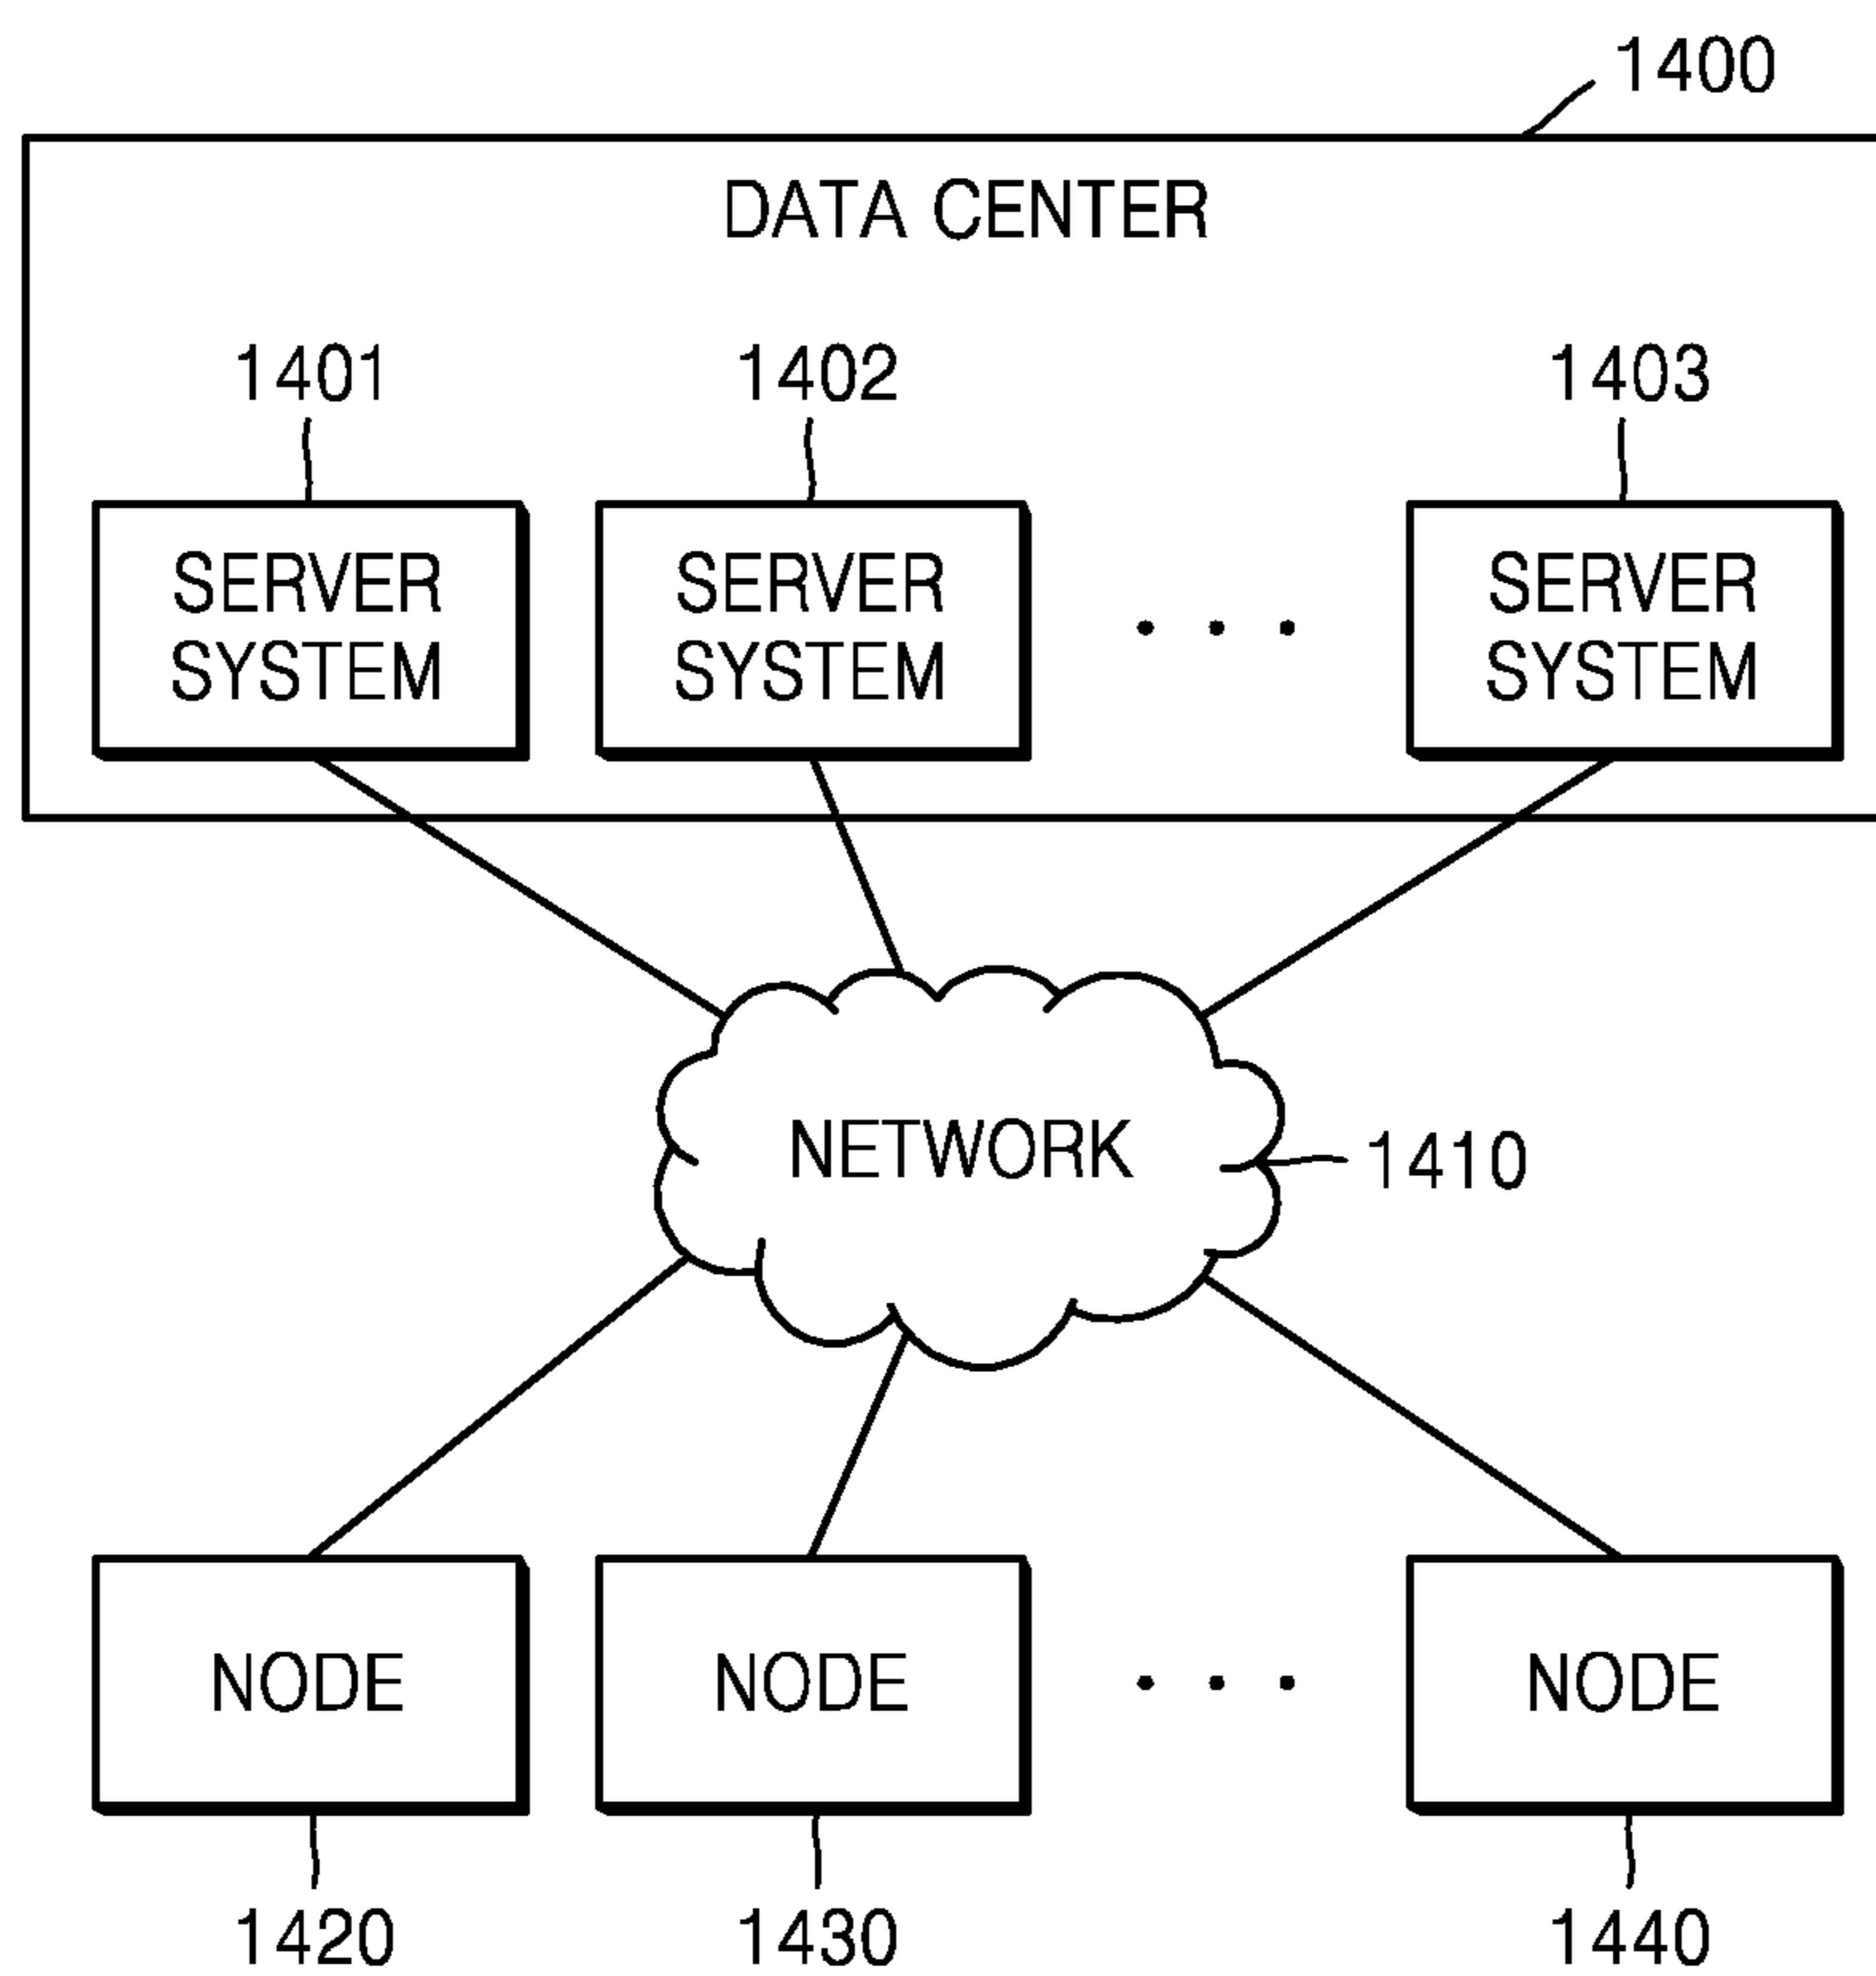 1400
DATA CENTER
1401
1402
1403
SERVER
SYSTEM
SERVER
SYSTEM
SERVER
SYSTEM
NETWORK
1410
NODE
NODE
NODE
1420
1430
1440